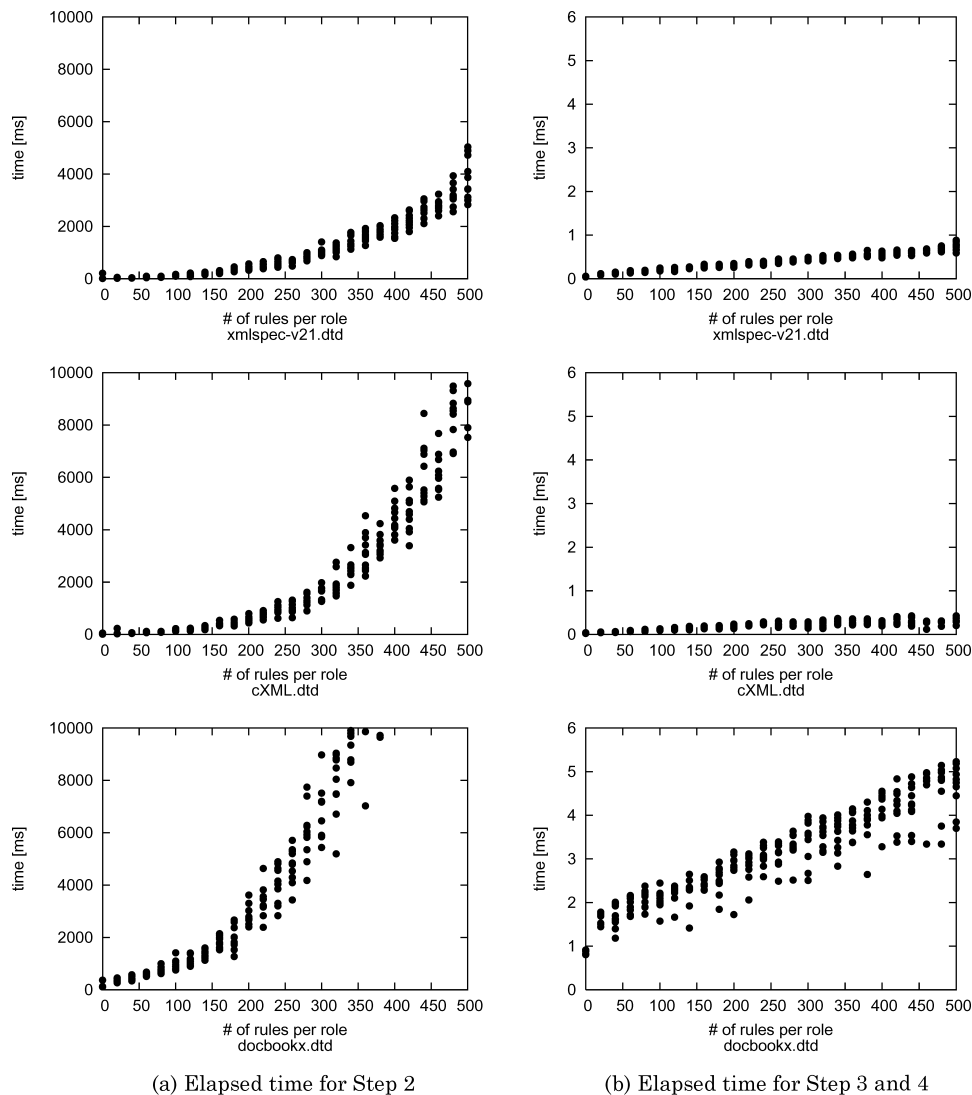 10000
8000
6000
4000
2000
0
time [ms]
0 50 100 150 200 250 300 350 400 450 500
# of rules per role
xmlspec-v21.dtd
6
5
4
3
2
1
0
time [ms]
0 50 100 150 200 250 300 350 400 450 500
# of rules per role
xmlspec-v21.dtd
10000
8000
6000
4000
2000
0
time [ms]
0 50 100 150 200 250 300 350 400 450 500
# of rules per role
cXML.dtd
6
5
4
3
2
1
0
time [ms]
0 50 100 150 200 250 300 350 400 450 500
# of rules per role
cXML.dtd
10000
8000
6000
4000
2000
0
time [ms]
0 50 100 150 200 250 300 350 400 450 500
# of rules per role
docbookx.dtd
6
5
4
3
2
1
0
time [ms]
0 50 100 150 200 250 300 350 400 450 500
# of rules per role
docbookx.dtd
(a) Elapsed time for Step 2
(b) Elapsed time for Step 3 and 4